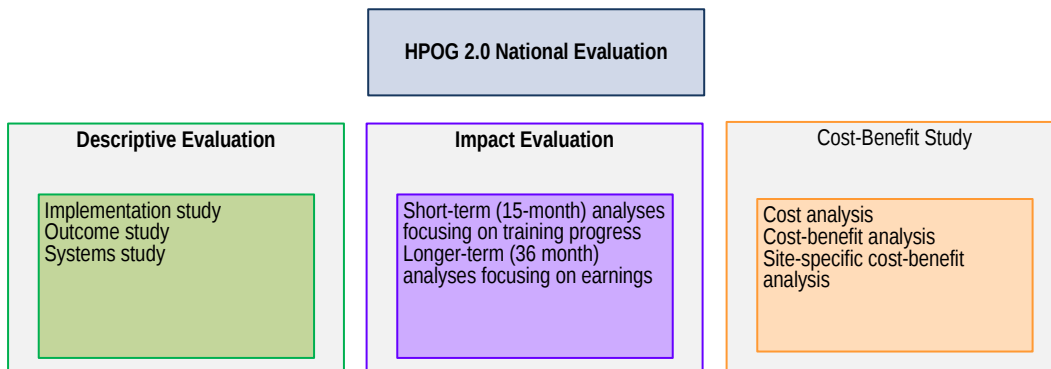 HPOG 2.0 National Evaluation
Descriptive Evaluation
Implementation study
Outcome study
Systems study
Impact Evaluation
Short-term (15-month) analyses
focusing on training progress
Longer-term (36 month)
analyses focusing on earnings
Cost-Benefit Study
Cost analysis
Cost-benefit analysis
Site-specific cost-benefit
analysis